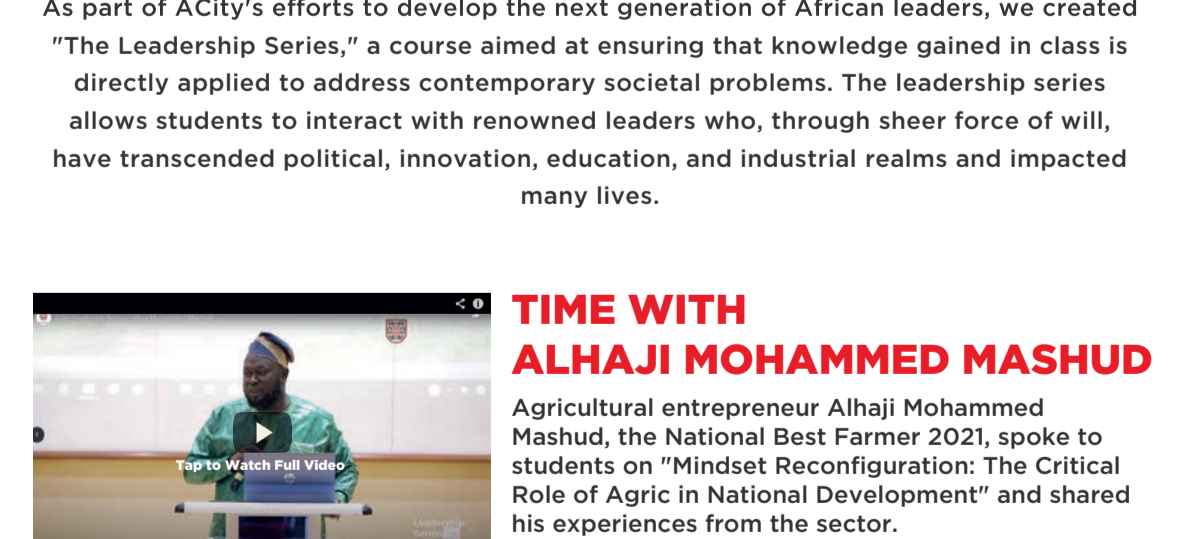 As part of ACity's efforts to develop the next generation of African leaders, we created
"The Leadership Series," a course aimed at ensuring that knowledge gained in class is
directly applied to address contemporary societal problems. The leadership series
allows students to interact with renowned leaders who, through sheer force of will,
have transcended political, innovation, education, and industrial realms and impacted
many lives.
TIME WITH
ALHAJI MOHAMMED MASHUD
Agricultural entrepreneur Alhaji Mohammed
Mashud, the National Best Farmer 2021, spoke to
students on "Mindset Reconfiguration: The Critical
Role of Agric in National Development" and shared
his experiences from the sector.
Tap to Watch Full Video
Leadership
Seminar